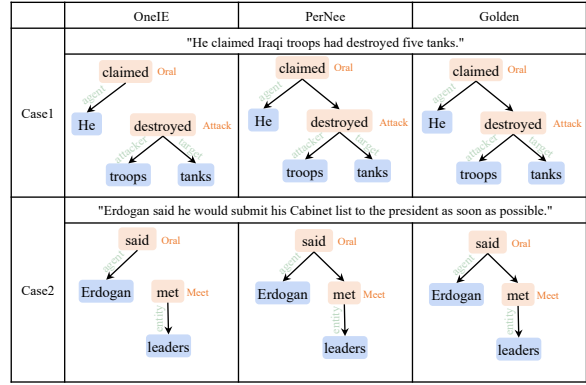 OneIE PerNee Golden
Case1
"He claimed Iraqi troops had destroyed five tanks."
claimed Oral claimed Oral claimed Oral
agent agent agent
He He He
destroyed Attack destroyed Attack destroyed Attack
attacker target attacker target attacker target
troops tanks troops tanks troops tanks
Case2
"Erdogan said he would submit his Cabinet list to the president as soon as possible."
said Oral said Oral said Oral
agent agent agent
Erdogan met Meet Erdogan met Meet Erdogan met Meet
entity entity entity
leaders leaders leaders